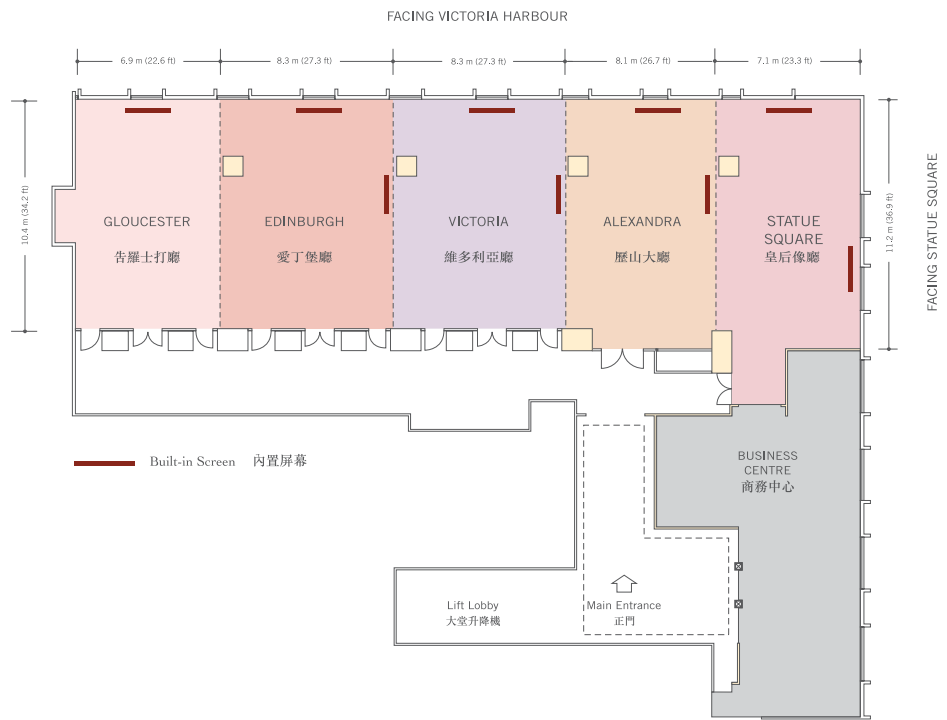 FACING VICTORIA HARBOUR
6.9 m (22.6 ft)
8.3 m (27.3 ft)
8.3 m (27.3 ft)
8.1 m (26.7 ft)
7.1 m (23.3 ft)
10.4 m (34.2 ft)
11.2 m (36.9 ft)
FACING STATUE SQUARE
GLOUCESTER
告羅士打廳
EDINBURGH
愛丁堡廳
VICTORIA
維多利亞廳
ALEXANDRA
歷山大廳
STATUE
SQUARE
皇后像廳
Built-in Screen 內置屏幕
BUSINESS
CENTRE
商務中心
Lift Lobby
大堂升降機
Main Entrance
正門